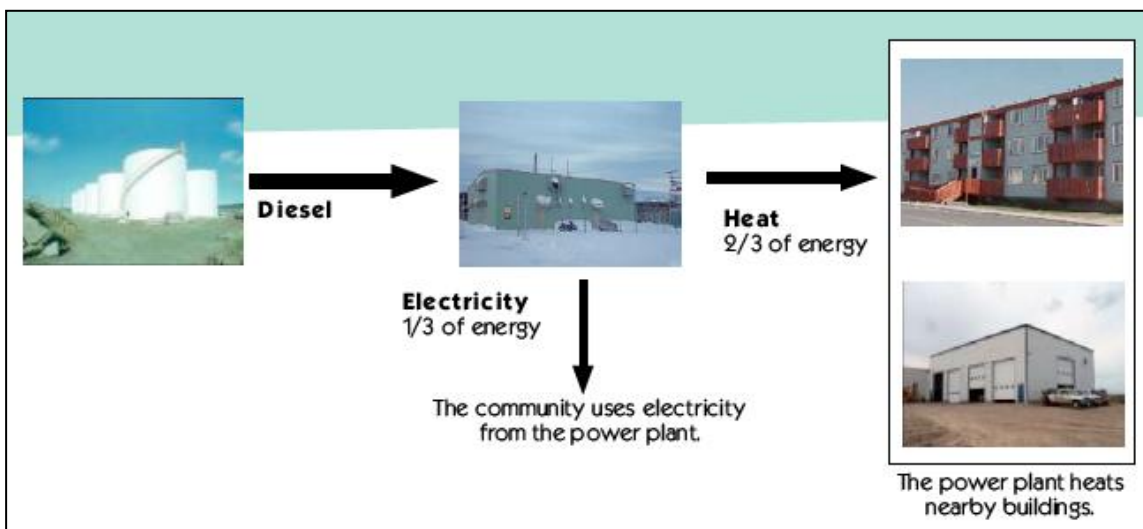 Diesel
Heat
2/3 of energy
Electricity
1/3 of energy
The community uses electricity
from the power plant.
The power plant heats
nearby buildings.